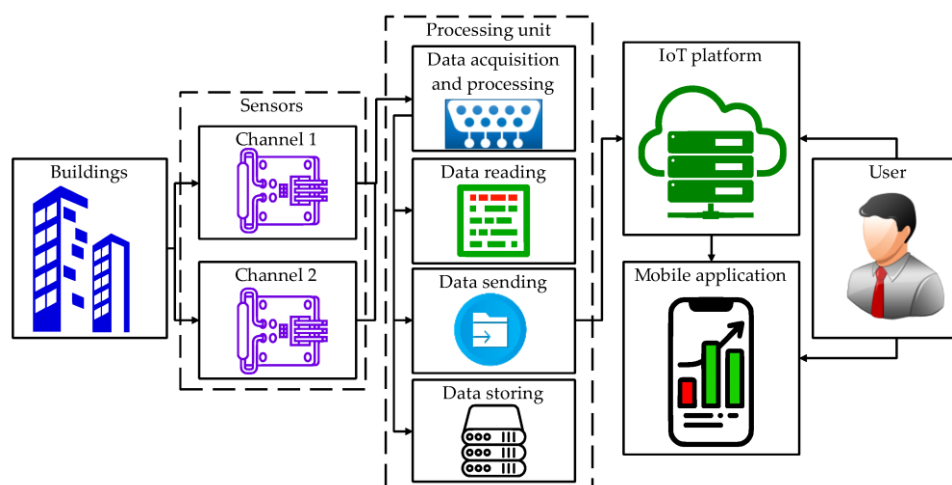 Buildings
Sensors
Channel 1
Channel 2
Processing unit
Data acquisition
and processing
Data reading
Data sending
Data storing
IoT platform
Mobile application
User